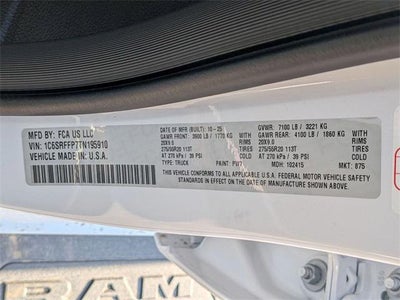 MFD BY: FCA US LLC
VIN: 1C6SRFFP7TN195910
VEHICLE MADE IN U.S.A.
DATE OF MFR (BUILT) 10-25
GAWR FRONT: 3900 LB / 1770 KG
20X9.0 RIMS
275/55R20 113T TIRES
AT 270 kPa / 39 PSI COLD
TYPE: TRUCK PAINT: PW7
MDH: 102415
GVWR: 7100 LB / 3221 KG
GAWR REAR: 4100 LB / 1860 KG
20X9.0 RIMS
275/55R20 113T TIRES
AT 270 kPa / 39 PSI COLD
MKT: 875
THIS VEHICLE CONFORMS TO ALL APPLICABLE U.S.A. FEDERAL MOTOR VEHICLE SAFETY STANDARDS IN EFFECT ON
THE DATE OF MANUFACTURE SHOWN ABOVE.
RAM